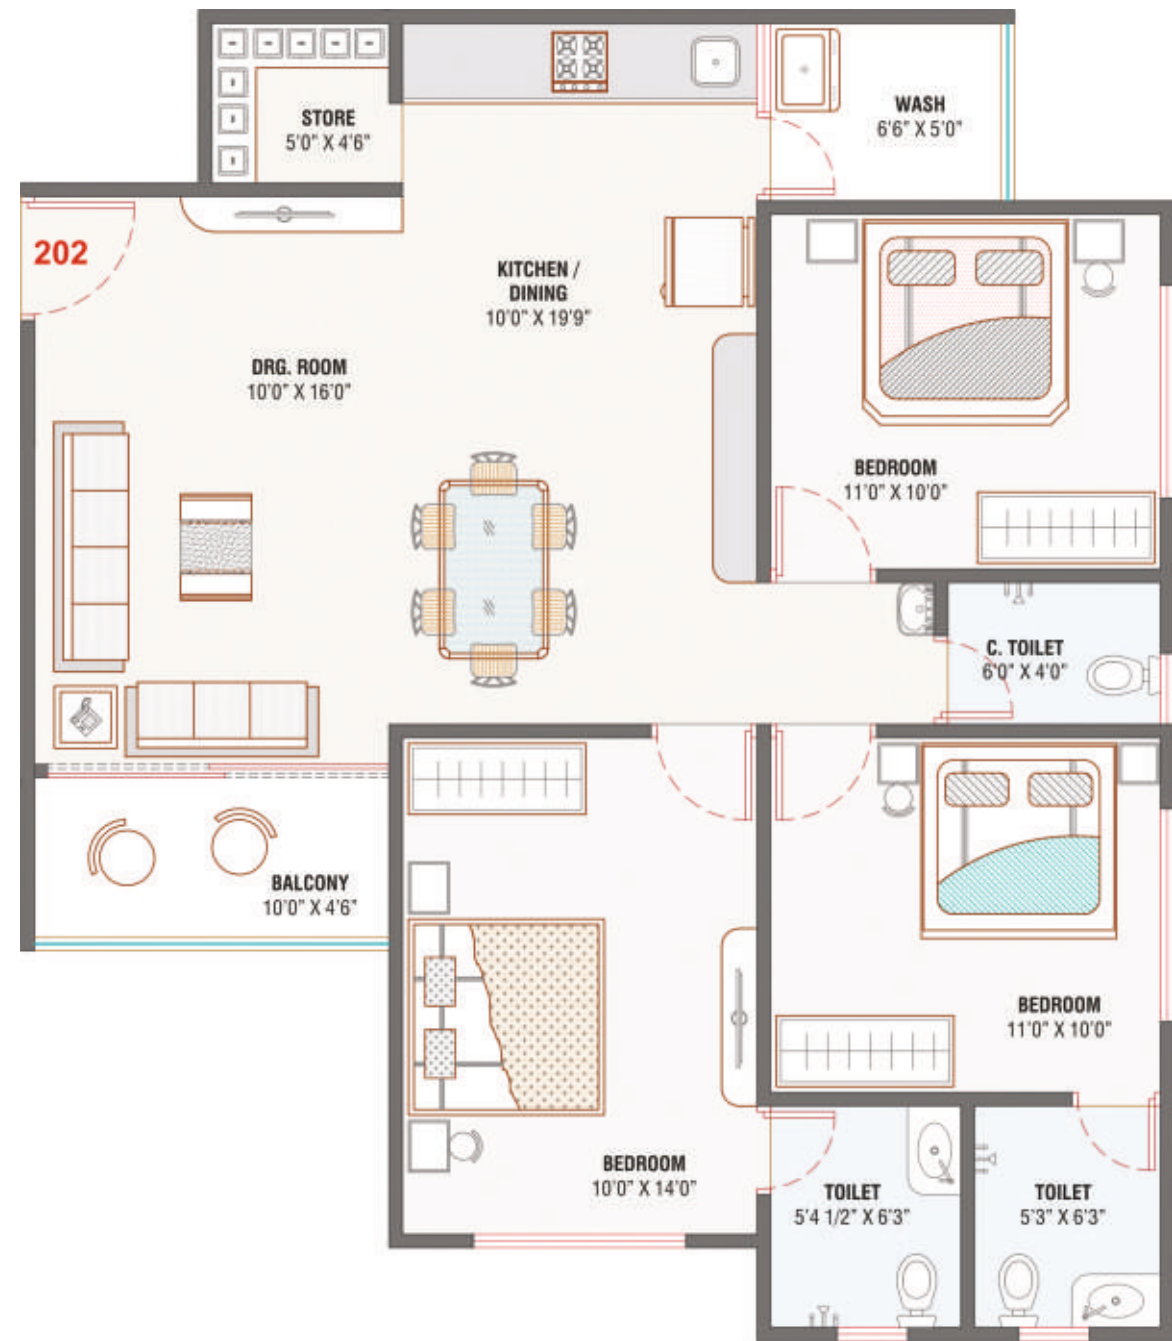 STORE
5'0" X 4'6"
WASH
6'6" X 5'0"
202
KITCHEN /
DINING
10'0" X 19'9"
DRG. ROOM
10'0" X 16'0"
BEDROOM
11'0" X 10'0"
C. TOILET
6'0" X 4'0"
BALCONY
10'0" X 4'6"
BEDROOM
11'0" X 10'0"
BEDROOM
10'0" X 14'0"
TOILET
5'4 1/2" X 6'3"
TOILET
5'3" X 6'3"